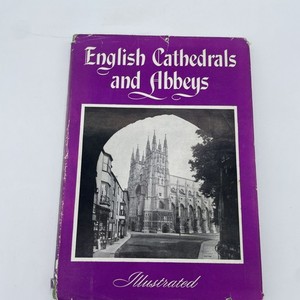 English Cathedrals
and Abbeys
Illustrated